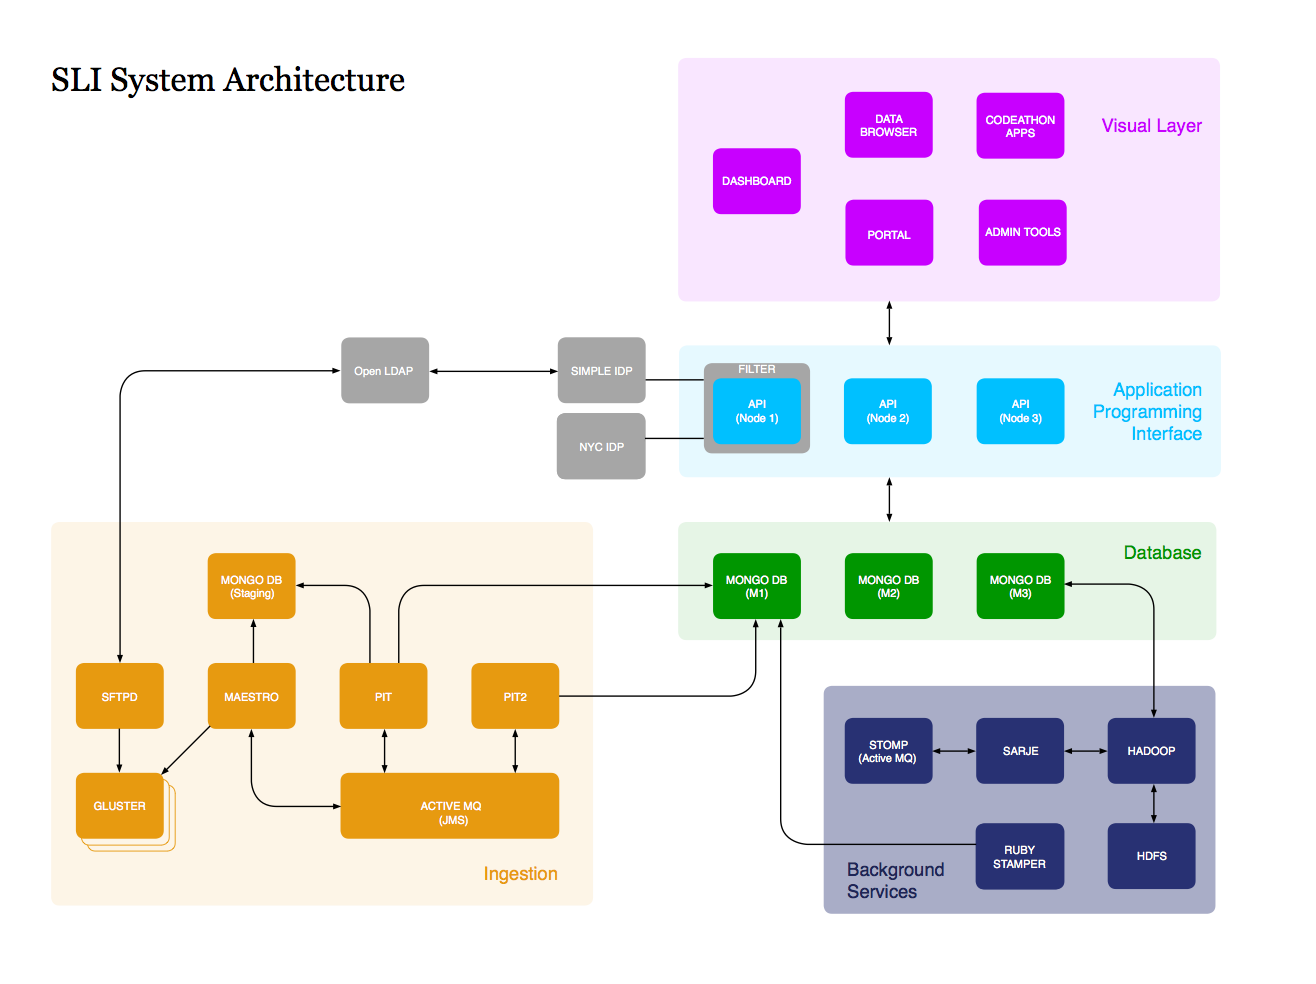 SLI System Architecture
Visual Layer
DATA
BROWSER
CODEATHON
APPS
DASHBOARD
PORTAL
ADMIN TOOLS
Open LDAP
SIMPLE IDP
NYC IDP
FILTER
API
(Node 1)
API
(Node 2)
API
(Node 3)
Application
Programming
Interface
Database
MONGO DB
(M1)
MONGO DB
(M2)
MONGO DB
(M3)
MONGO DB
(Staging)
SFTPD
MAESTRO
PIT
PIT2
GLUSTER
ACTIVE MQ
(JMS)
Ingestion
STOMP
(Active MQ)
SARJE
HADOOP
RUBY
STAMPER
HDFS
Background
Services